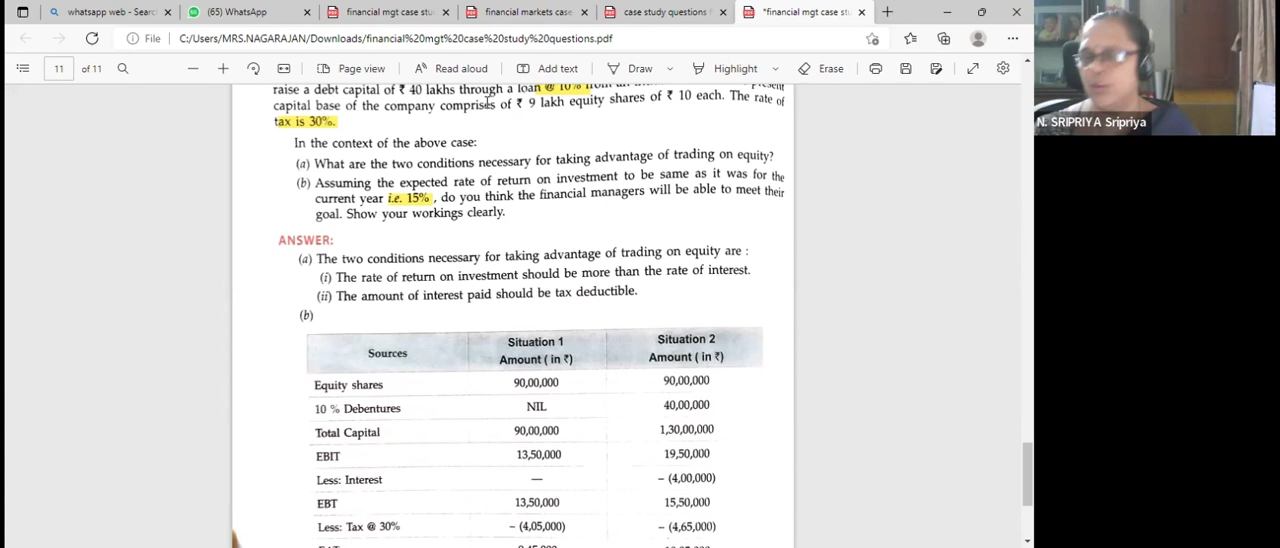 whatsapp web - Searc
(65) WhatsApp
financial mgt case stu
financial markets case
case study questions f
*financial mgt case st
File
C:/Users/MRS.NAGARAJAN/Downloads/financial%20mgt%20case%20study%20questions.pdf
11 of 11
Page view
Read aloud
Add text
Draw
Highlight
Erase
raise a debt capital of ₹ 40 lakhs through a loan @ 10% from an
capital base of the company comprises of ₹ 9 lakh equity shares of ₹ 10 each. The rate of
tax is 30%.
In the context of the above case:
(a) What are the two conditions necessary for taking advantage of trading on equity?
(b) Assuming the expected rate of return on investment to be same as it was for the
current year i.e. 15% , do you think the financial managers will be able to meet their
goal. Show your workings clearly.
ANSWER:
(a) The two conditions necessary for taking advantage of trading on equity are :
(i) The rate of return on investment should be more than the rate of interest.
(ii) The amount of interest paid should be tax deductible.
(b)
Sources Situation 1 Amount ( in ₹) Situation 2 Amount ( in ₹)
Equity shares 90,00,000 90,00,000
10 % Debentures NIL 40,00,000
Total Capital 90,00,000 1,30,00,000
EBIT 13,50,000 19,50,000
Less: Interest — - (4,00,000)
EBT 13,50,000 15,50,000
Less: Tax @ 30% - (4,05,000) - (4,65,000)
N. SRIPRIYA Sripriya